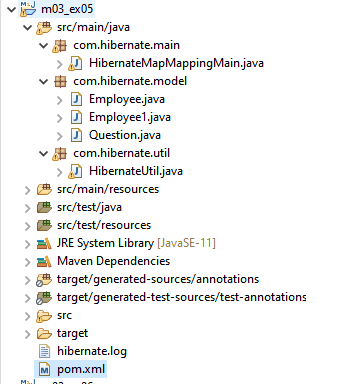 m03_ex05
src/main/java
com.hibernate.main
HibernateMapMappingMain.java
com.hibernate.model
Employee.java
Employee1.java
Question.java
com.hibernate.util
HibernateUtil.java
src/main/resources
src/test/java
src/test/resources
JRE System Library [JavaSE-11]
Maven Dependencies
target/generated-sources/annotations
target/generated-test-sources/test-annotations
src
target
hibernate.log
pom.xml